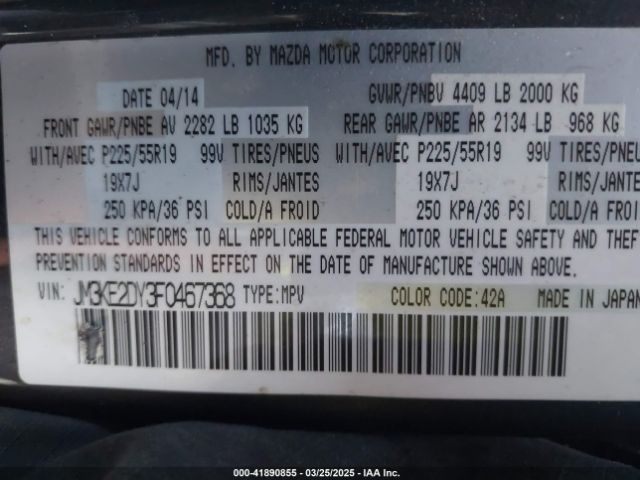 MFD. BY MAZDA MOTOR CORPORATION
DATE 04/14 GVWR/PNBV 4409 LB 2000 KG
FRONT GAWR/PNBE AV 2282 LB 1035 KG REAR GAWR/PNBE AR 2134 LB 968 KG
WITH/AVEC P225/55R19 99V TIRES/PNEUS WITH/AVEC P225/55R19 99V TIRES/PNEUS
19X7J RIMS/JANTES 19X7J RIMS/JANTES
250 KPA/36 PSI COLD/A FROID 250 KPA/36 PSI COLD/A FROID
THIS VEHICLE CONFORMS TO ALL APPLICABLE FEDERAL MOTOR VEHICLE SAFETY AND THEF
PREVENTION STANDARDS IN EFFECT ON THE DATE OF MANUFACTURE SHOWN ABOVE.
VIN: JM3KE2DY3F0467368 TYPE:MPV COLOR CODE:42A MADE IN JAPAN
000-41890855 — 03/25/2025 — IAA Inc.